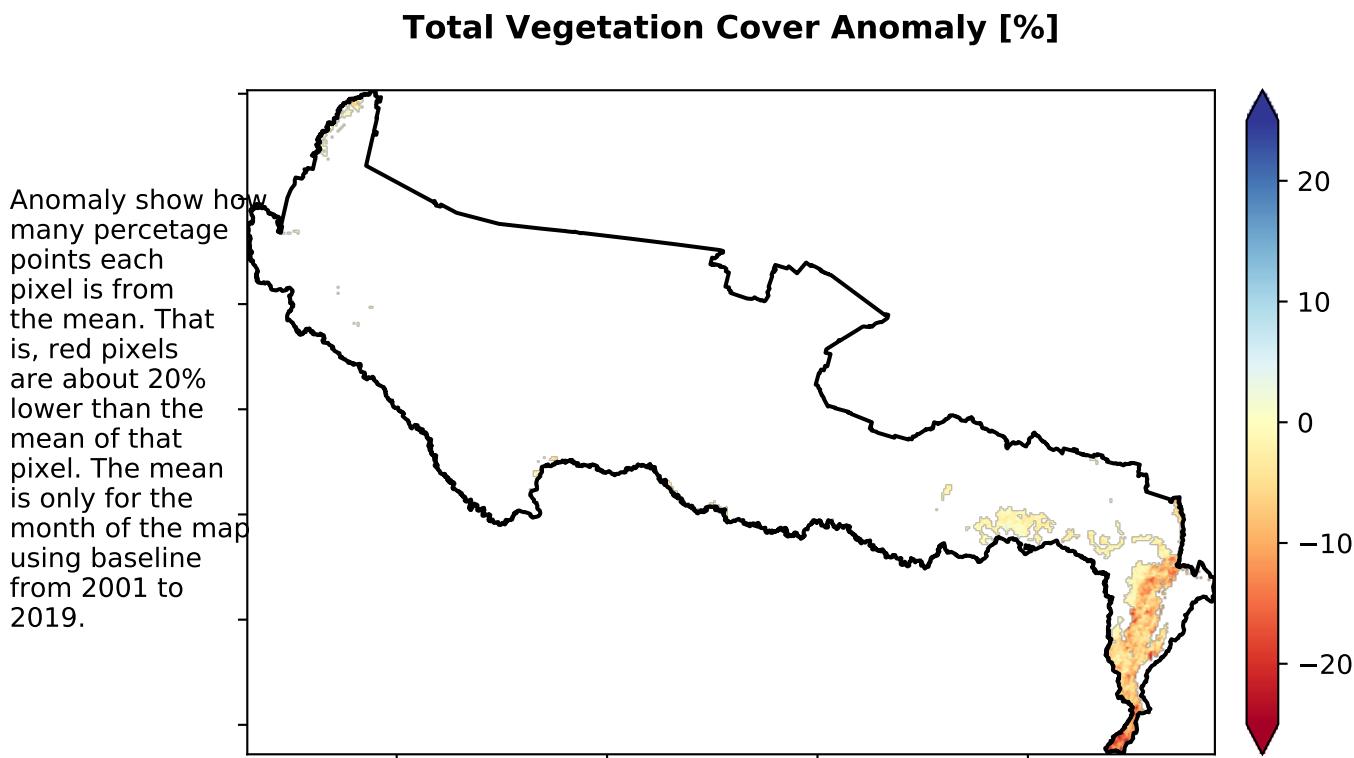 Total Vegetation Cover Anomaly [%]
Anomaly show how
many percetage
points each
pixel is from
the mean. That
is, red pixels
are about 20%
lower than the
mean of that
pixel. The mean
is only for the
month of the map
using baseline
from 2001 to
2019.
20
10
0
−10
−20